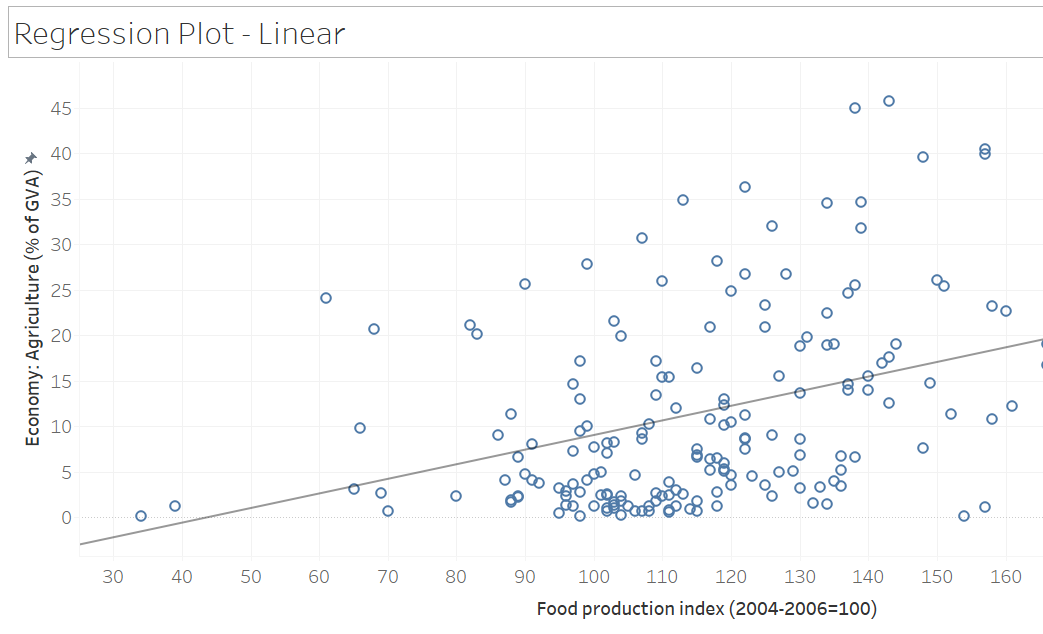 Regression Plot - Linear
Economy: Agriculture (% of GVA)
45
40
35
30
25
20
15
10
5
0
30 40 50 60 70 80 90 100 110 120 130 140 150 160
Food production index (2004-2006=100)